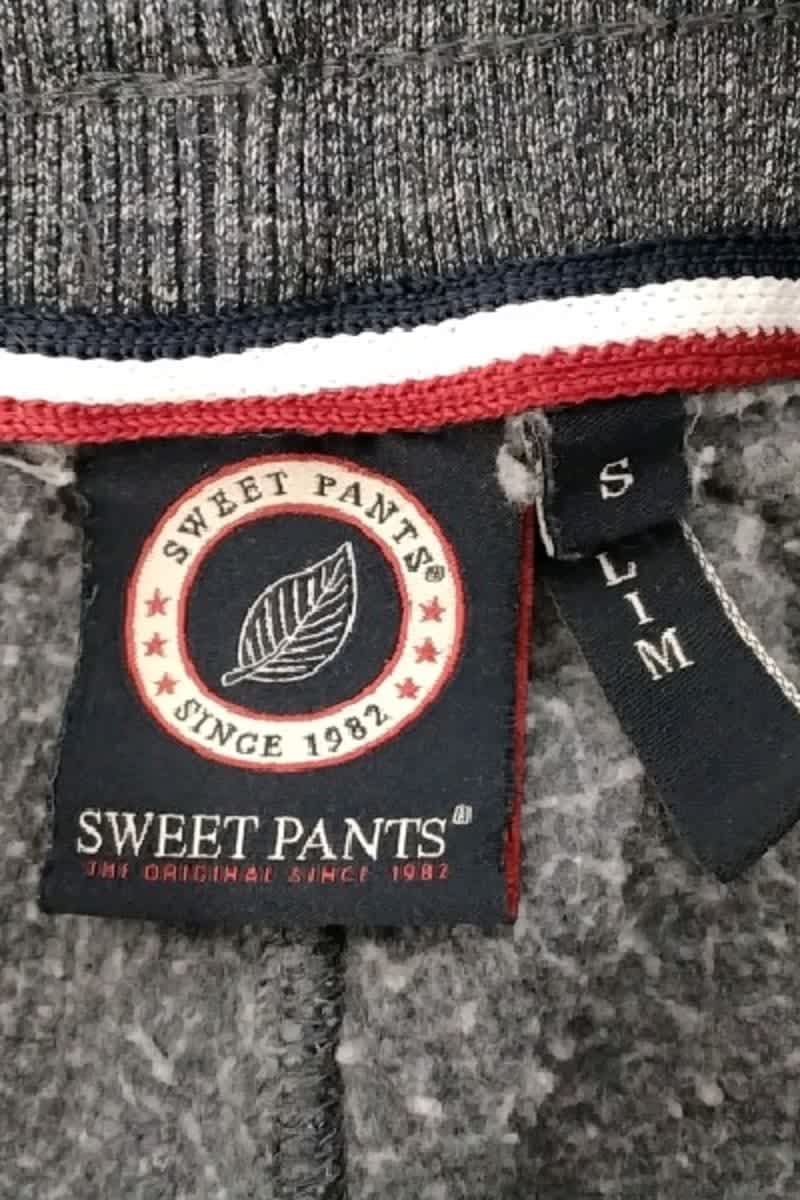 SWEET PANTS®
SINCE 1982
SWEET PANTS®
THE ORIGINAL SINCE 1982
S
LIM